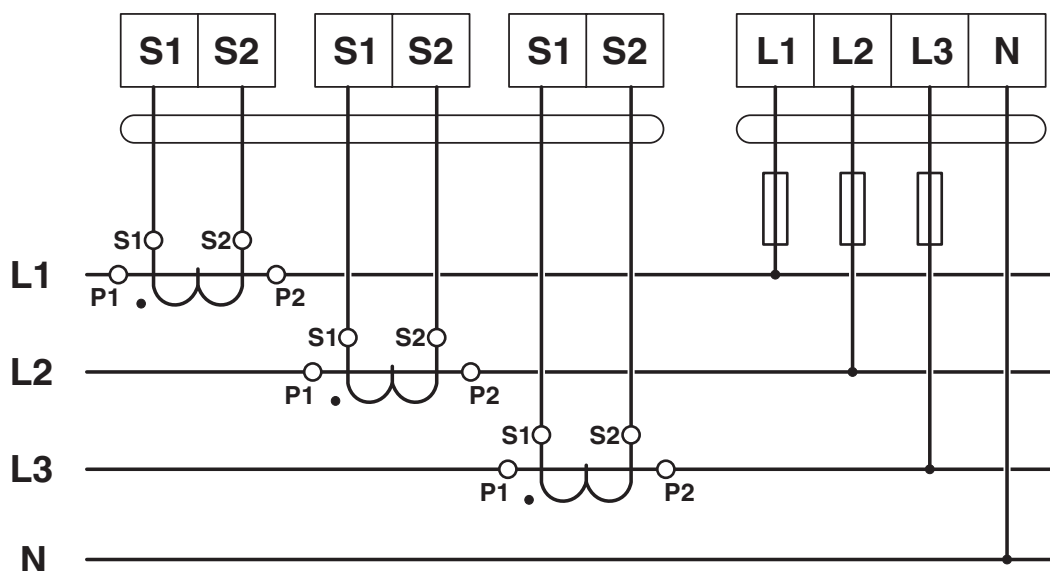 S1 S2 S1 S2 S1 S2 L1 L2 L3 N
S1 S2
L1
P1 P2
S1 S2
L2
P1 P2
S1 S2
L3
P1 P2
N